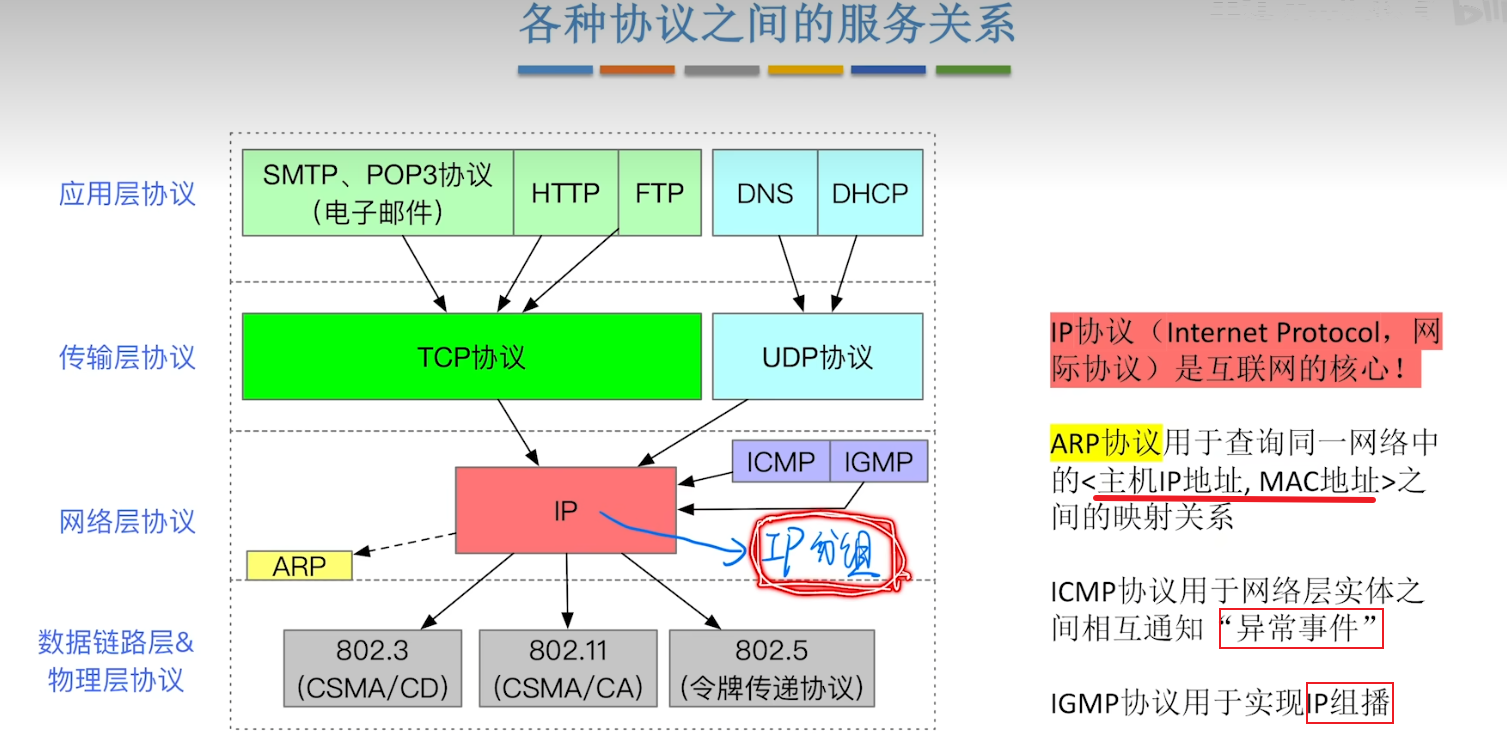 各种协议之间的服务关系
应用层协议
SMTP、POP3协议
（电子邮件）
HTTP
FTP
DNS
DHCP
传输层协议
TCP协议
UDP协议
网络层协议
ICMP
IGMP
IP
IP分组
ARP
数据链路层&
物理层协议
802.3
(CSMA/CD)
802.11
(CSMA/CA)
802.5
(令牌传递协议)
IP协议（Internet Protocol，网
际协议）是互联网的核心！
ARP协议用于查询同一网络中
的<主机IP地址, MAC地址>之
间的映射关系
ICMP协议用于网络层实体之
间相互通知“异常事件”
IGMP协议用于实现IP组播